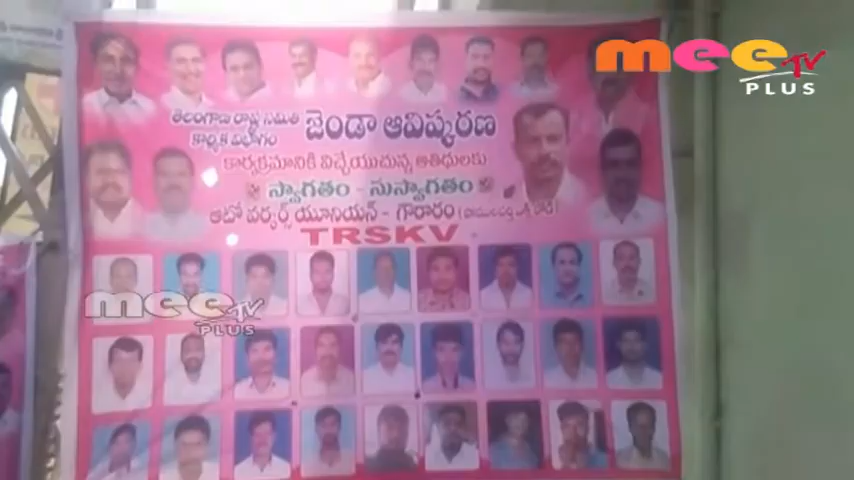 mee TV
PLUS
తెలంగాణ రాష్ట్ర సమితి
కార్మిక విభాగం
జెండా ఆవిష్కరణ
కార్యక్రమానికి విచ్చేయుచున్న అతిథులకు
స్వాగతం - సుస్వాగతం
ఆటో వర్కర్స్ యూనియన్ - గౌరారం
TRSKV
mee TV
PLUS